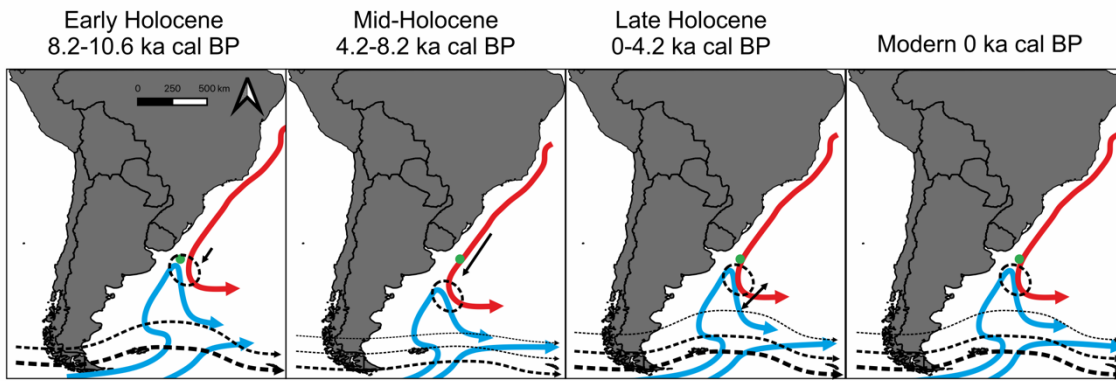 Early Holocene
8.2-10.6 ka cal BP
Mid-Holocene
4.2-8.2 ka cal BP
Late Holocene
0-4.2 ka cal BP
Modern 0 ka cal BP
0 250 500 km